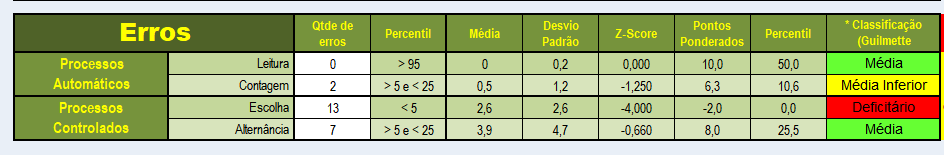 Erros Qtde de erros Percentil Média Desvio Padrão Z-Score Pontos Ponderados Percentil * Classificação (Guilmette
Processos Automáticos Leitura 0 > 95 0 0,2 0,000 10,0 50,0 Média
Contagem 2 > 5 e < 25 0,5 1,2 -1,250 6,3 10,6 Média Inferior
Processos Controlados Escolha 13 < 5 2,6 2,6 -4,000 -2,0 0,0 Deficitário
Alternância 7 > 5 e < 25 3,9 4,7 -0,660 8,0 25,5 Média